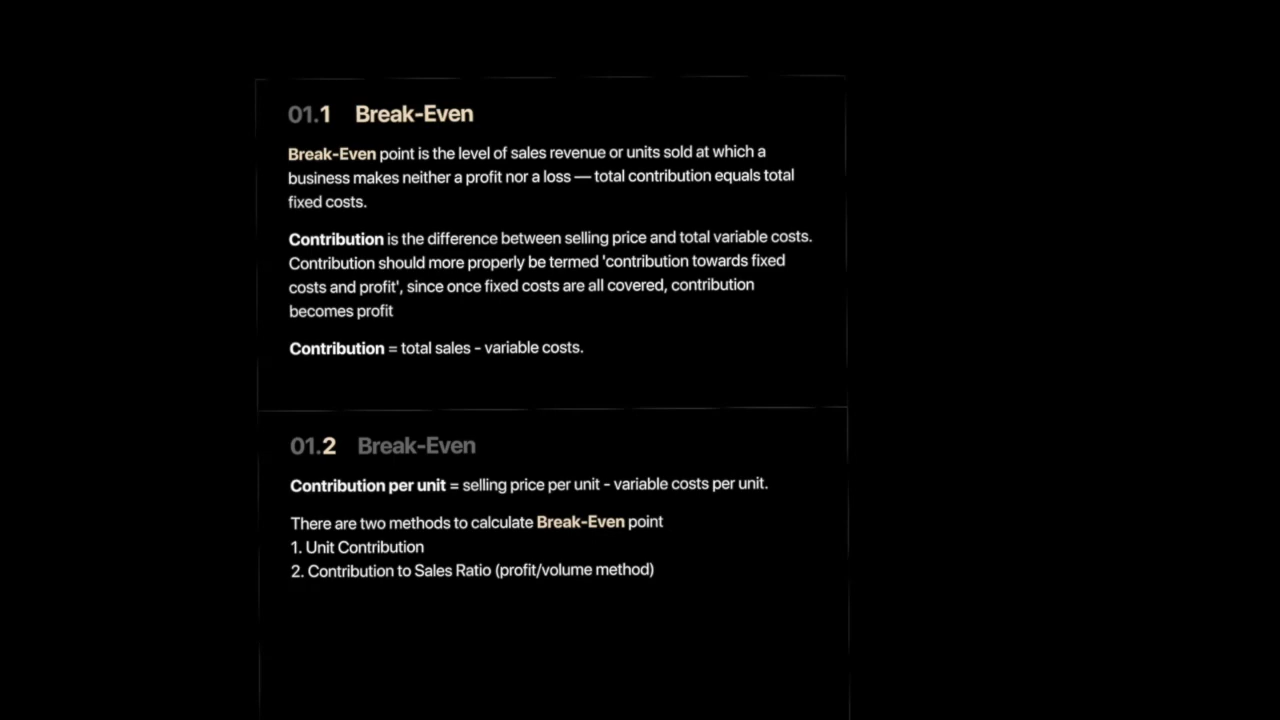 01.1 Break-Even
Break-Even point is the level of sales revenue or units sold at which a
business makes neither a profit nor a loss — total contribution equals total
fixed costs.
Contribution is the difference between selling price and total variable costs.
Contribution should more properly be termed 'contribution towards fixed
costs and profit', since once fixed costs are all covered, contribution
becomes profit
Contribution = total sales - variable costs.
01.2 Break-Even
Contribution per unit = selling price per unit - variable costs per unit.
There are two methods to calculate Break-Even point
1. Unit Contribution
2. Contribution to Sales Ratio (profit/volume method)